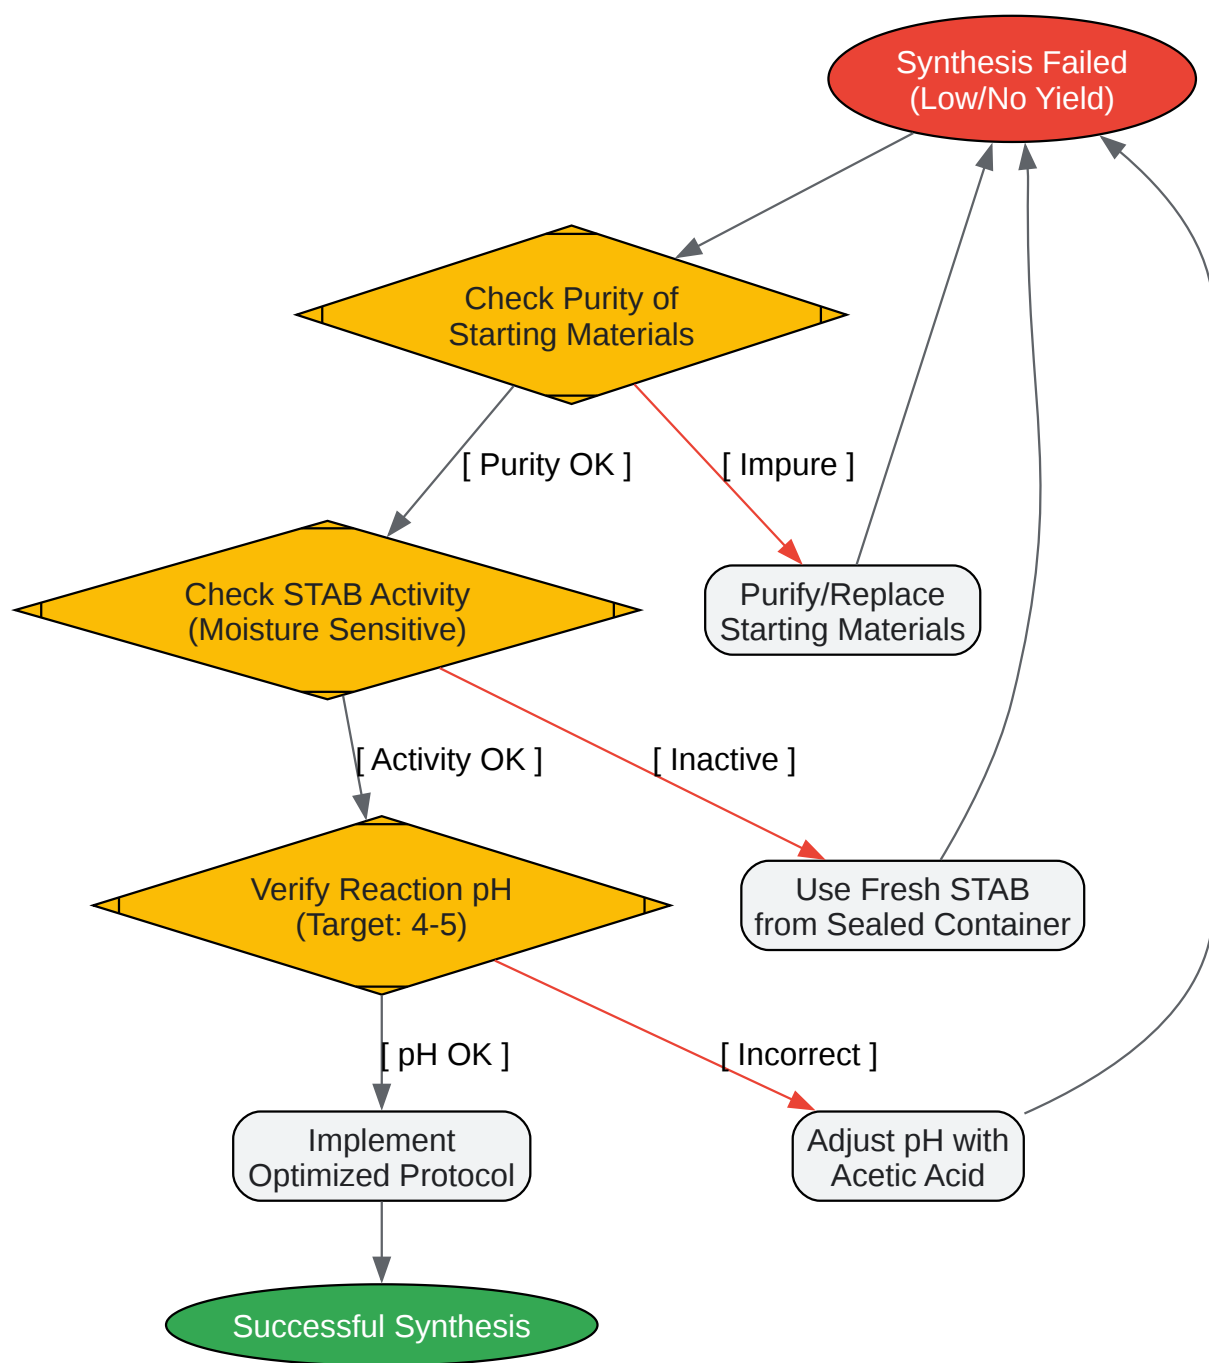 Synthesis Failed
(Low/No Yield)
Check Purity of
Starting Materials
[ Purity OK ]
[ Impure ]
Check STAB Activity
(Moisture Sensitive)
Purify/Replace
Starting Materials
[ Activity OK ]
[ Inactive ]
Verify Reaction pH
(Target: 4-5)
Use Fresh STAB
from Sealed Container
[ pH OK ]
[ Incorrect ]
Implement
Optimized Protocol
Adjust pH with
Acetic Acid
Successful Synthesis